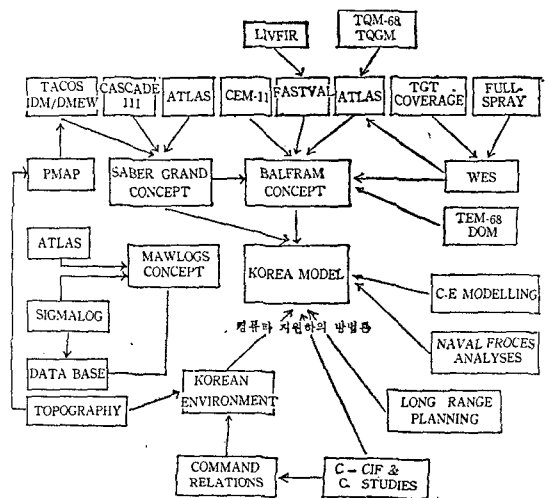 LIVFIR
TQM-68
TQGM
TACOS
IDM/DMEW
CASCADE
111
ATLAS
CEM-11
FASTVAL
ATLAS
TGT
COVERAGE
FULL-
SPRAY
PMAP
SABER GRAND
CONCEPT
BALFRAM
CONCEPT
WES
TEM-68
DOM
ATLAS
MAWLOGS
CONCEPT
KOREA MODEL
C-E MODELLING
SIGMALOG
컴퓨타 지원하의 방법론
NAVAL FROCES
ANALYSES
DATA BASE
KOREAN
ENVIRONMENT
TOPOGRAPHY
LONG RANGE
PLANNING
COMMAND
RELATIONS
C - CIF &
C. STUDIES